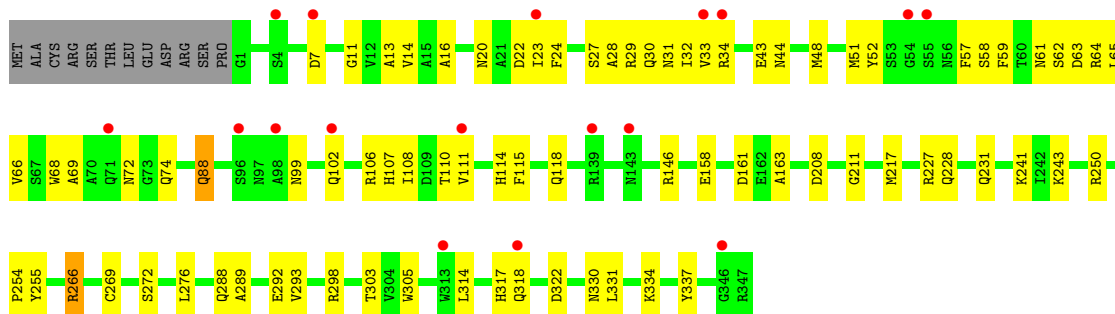 MET ALA CYS ARG SER THR LEU GLU ASP ARG SER PRO G1 S4 D7 G11 V12 A13 V14 A15 A16 N20 A21 D22 I23 F24 S27 A28 R29 Q30 N31 I32 V33 R34 E43 N44 M48 M51 Y52 S53 G54 S55 N56 F57 S58 F59 T60 N61 S62 D63 R64 L65
V66 S67 W68 A69 A70 Q71 N72 G73 Q74 Q88 S96 N97 A98 N99 Q102 R106 H107 I108 D109 T110 V111 H114 F115 Q118 R139 N143 R146 E158 D161 E162 A163 D208 G211 M217 R227 Q228 Q231 K241 I242 K243 R250
P254 Y255 R266 C269 S272 L276 Q288 A289 E292 V293 R298 T303 V304 W305 W313 L314 H317 Q318 D322 N330 L331 K334 Y337 G346 R347